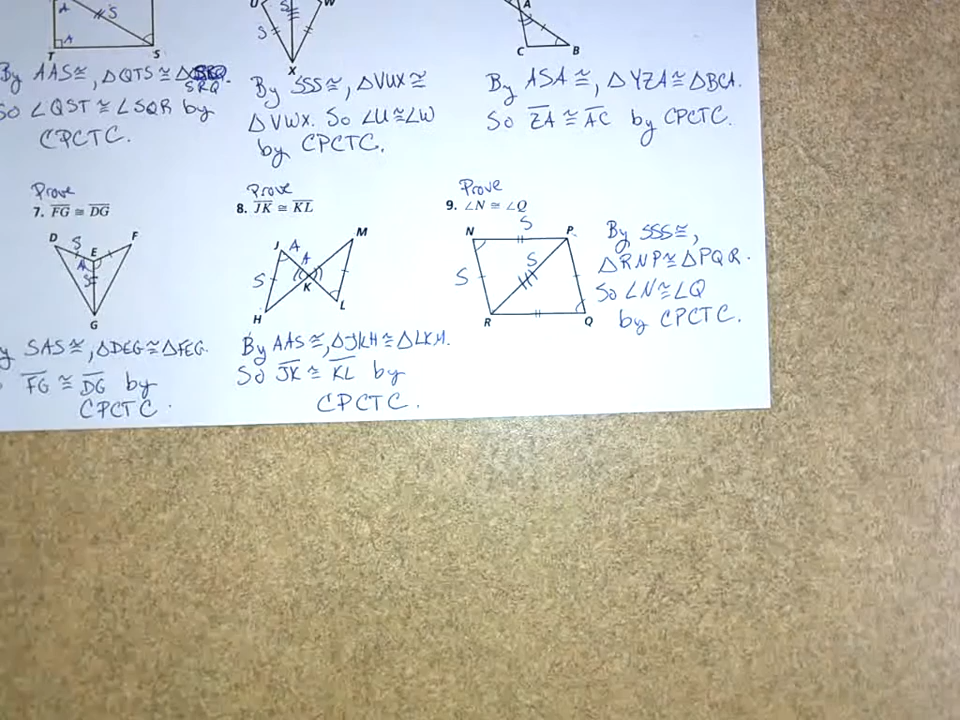 A
S
A
T
S
By AAS≅, △QTS≅△
SRQ
So ∠QST≅∠SQR by
CPCTC.
U
S
W
S
X
By SSS≅, △VUX≅
△VWX. So ∠U≅∠W
by CPCTC.
A
C
B
By ASA≅, △YZA≅△BCA.
So ZA≅AC by CPCTC.
Prove
7. FG ≅ DG
D
S
E
F
A
S
G
SAS≅, △DEG≅△FEG.
FG≅DG by
CPCTC.
Prove
8. JK ≅ KL
J
A
M
A
S
K
L
H
By AAS≅, △JKH≅△LKM.
So JK≅KL by
CPCTC.
Prove
9. ∠N ≅ ∠Q
S
N
P
S
S
R
Q
By SSS≅,
△RNP≅△PQR.
So ∠N≅∠Q
by CPCTC.